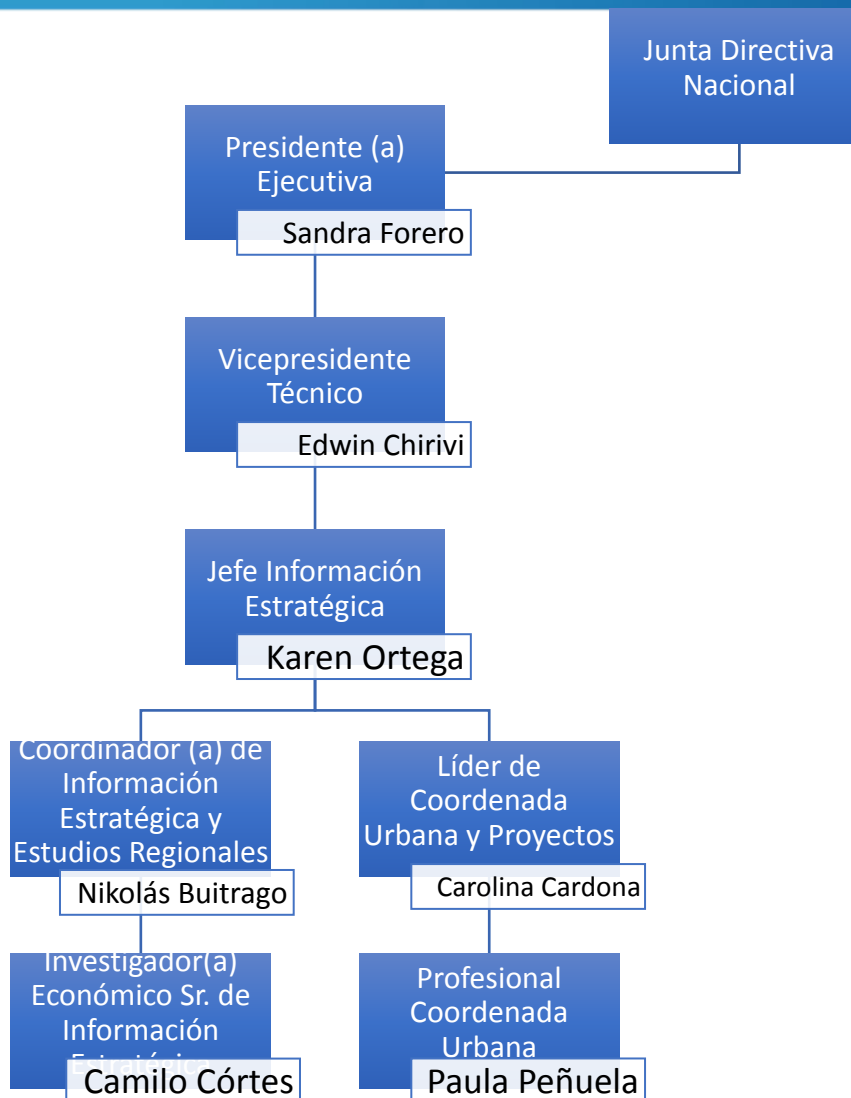 Junta Directiva
Nacional
Presidente (a)
Ejecutiva
Sandra Forero
Vicepresidente
Técnico
Edwin Chirivi
Jefe Información
Estratégica
Karen Ortega
Coordinador (a) de
Información
Estratégica y
Estudios Regionales
Nikolás Buitrago
Líder de
Coordenada
Urbana y Proyectos
Carolina Cardona
Investigador(a)
Económico Sr. de
Información
Estratégica
Camilo Córtes
Profesional
Coordenada
Urbana
Paula Peñuela